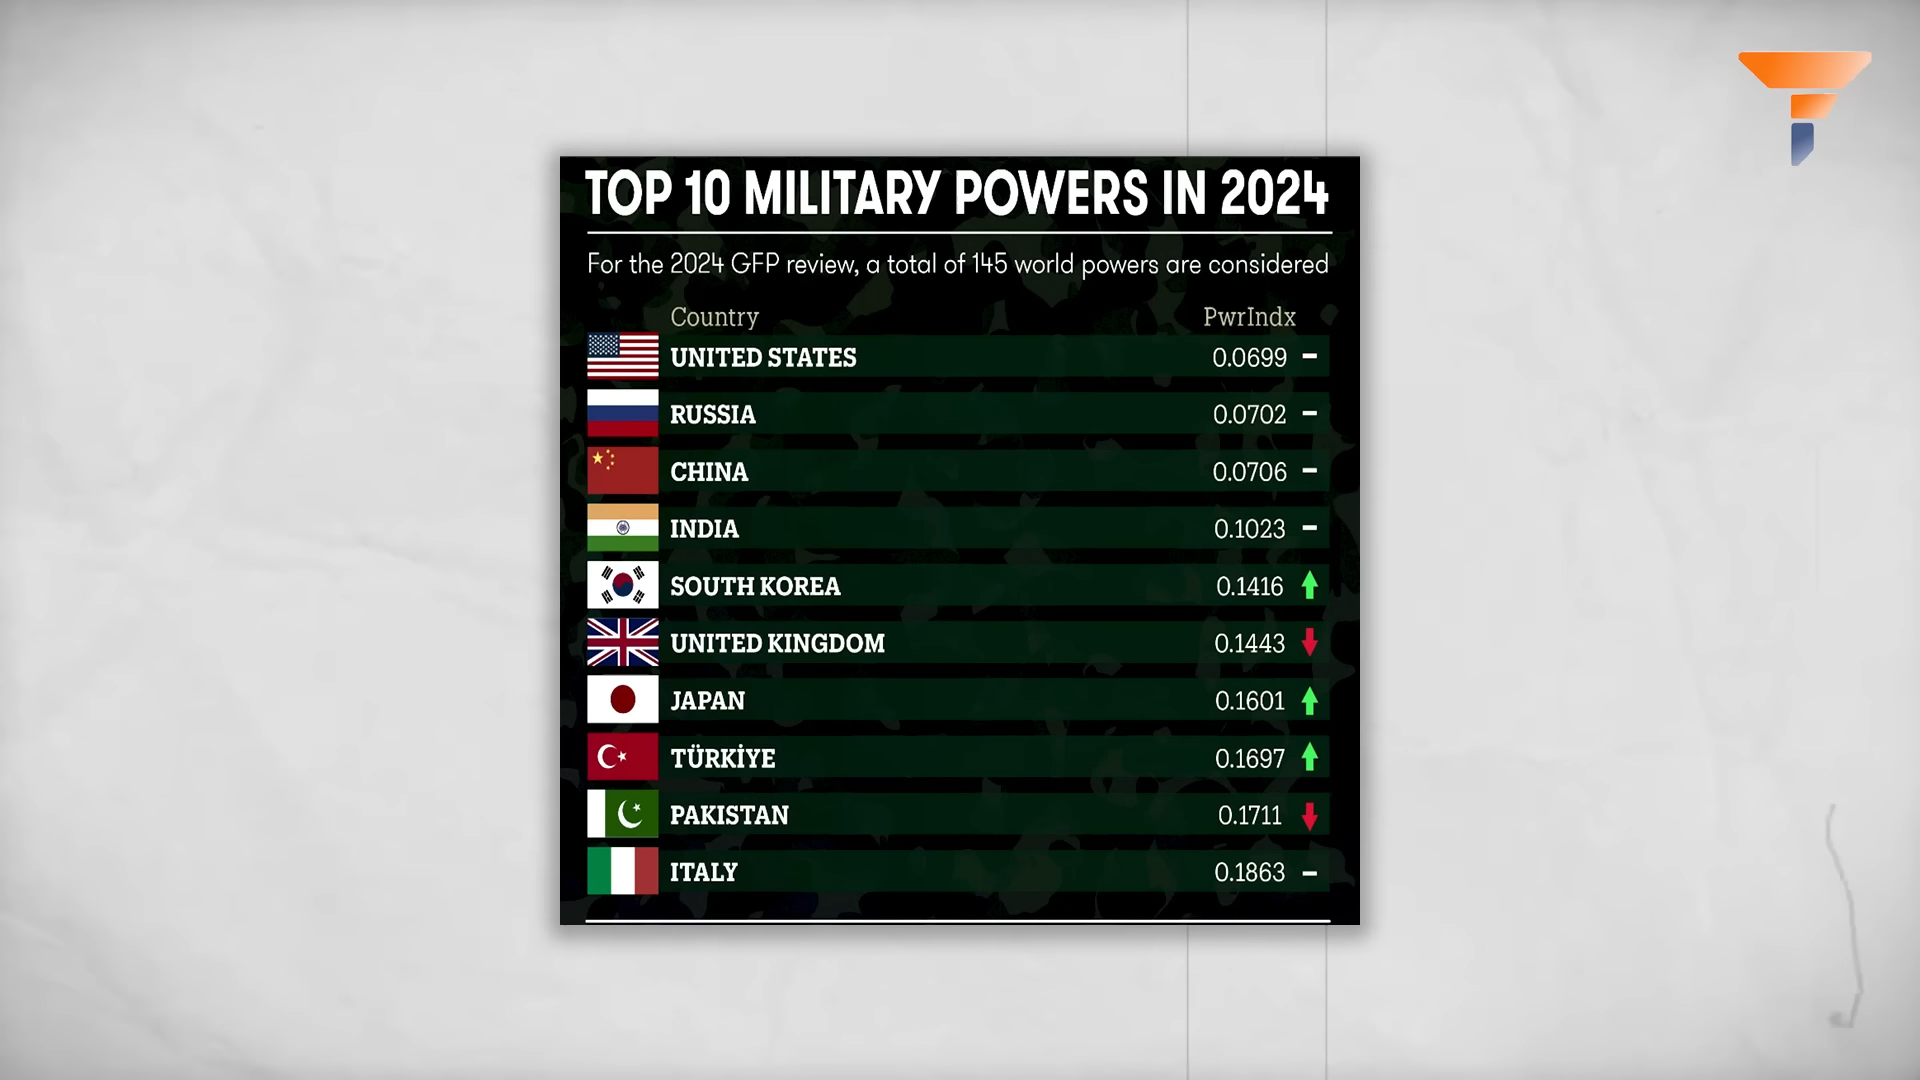 TOP 10 MILITARY POWERS IN 2024
For the 2024 GFP review, a total of 145 world powers are considered
Country PwrIndx
UNITED STATES 0.0699
RUSSIA 0.0702
CHINA 0.0706
INDIA 0.1023
SOUTH KOREA 0.1416
UNITED KINGDOM 0.1443
JAPAN 0.1601
TÜRKİYE 0.1697
PAKISTAN 0.1711
ITALY 0.1863